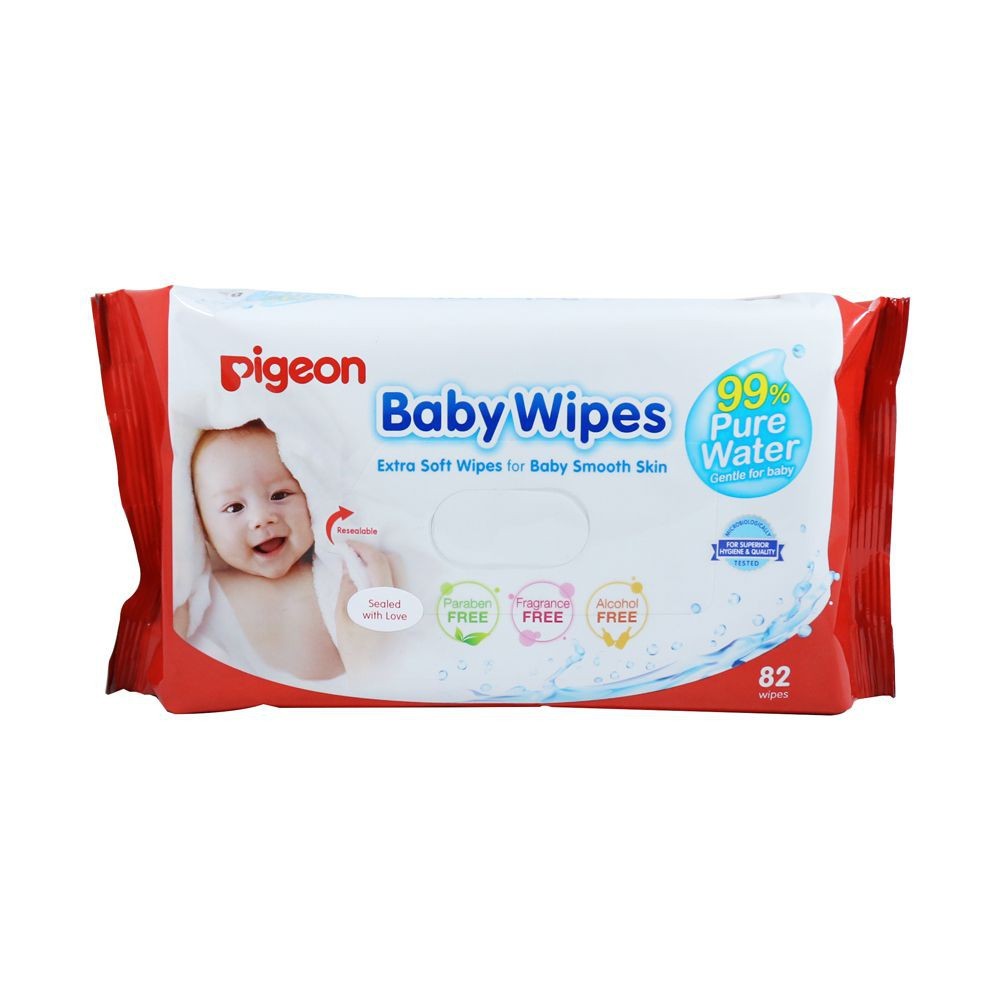 Pigeon
Baby Wipes
Extra Soft Wipes for Baby Smooth Skin
99%
Pure
Water
Gentle for baby
MICROBIOLOGICALLY
FOR SUPERIOR
HYGIENE & QUALITY
TESTED
Resealable
Sealed
with Love
Paraben
FREE
Fragrance
FREE
Alcohol
FREE
82
wipes